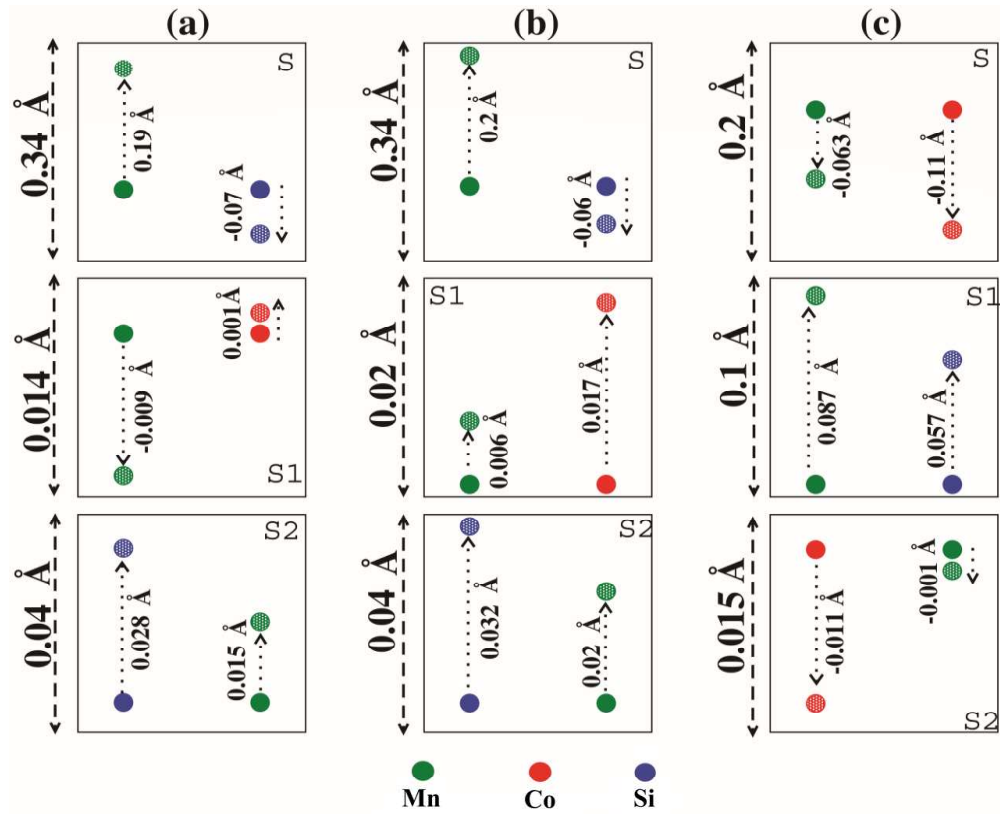 (a)
(b)
(c)
0.34 Å
S
0.19 Å
-0.07 Å
0.34 Å
S
0.2 Å
-0.06 Å
0.2 Å
S
-0.063 Å
-0.11 Å
0.014 Å
-0.009 Å
0.001 Å
S1
0.02 Å
S1
0.006 Å
0.017 Å
0.1 Å
S1
0.087 Å
0.057 Å
0.04 Å
S2
0.028 Å
0.015 Å
0.04 Å
S2
0.032 Å
0.02 Å
0.015 Å
-0.011 Å
-0.001 Å
S2
Mn
Co
Si